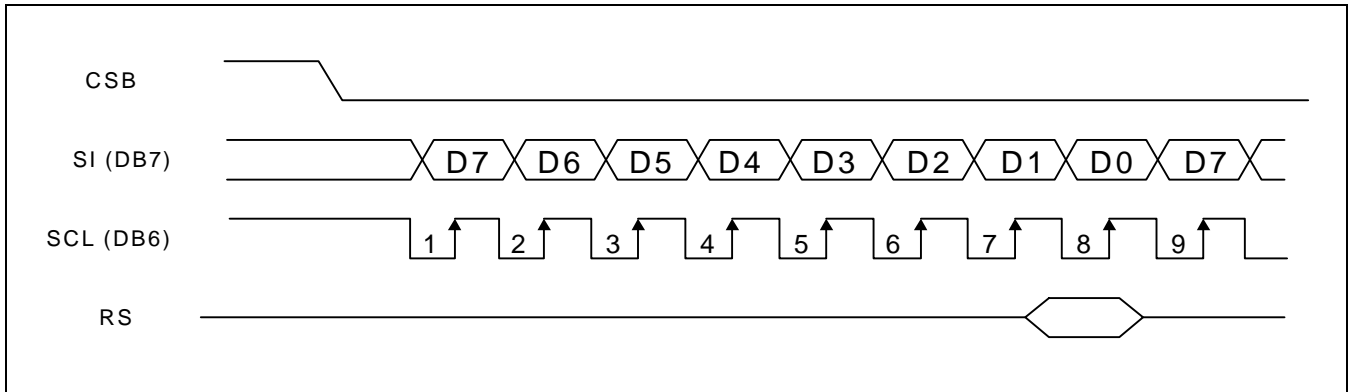 CSB
SI (DB7) D7 D6 D5 D4 D3 D2 D1 D0 D7
SCL (DB6) 1 2 3 4 5 6 7 8 9
RS